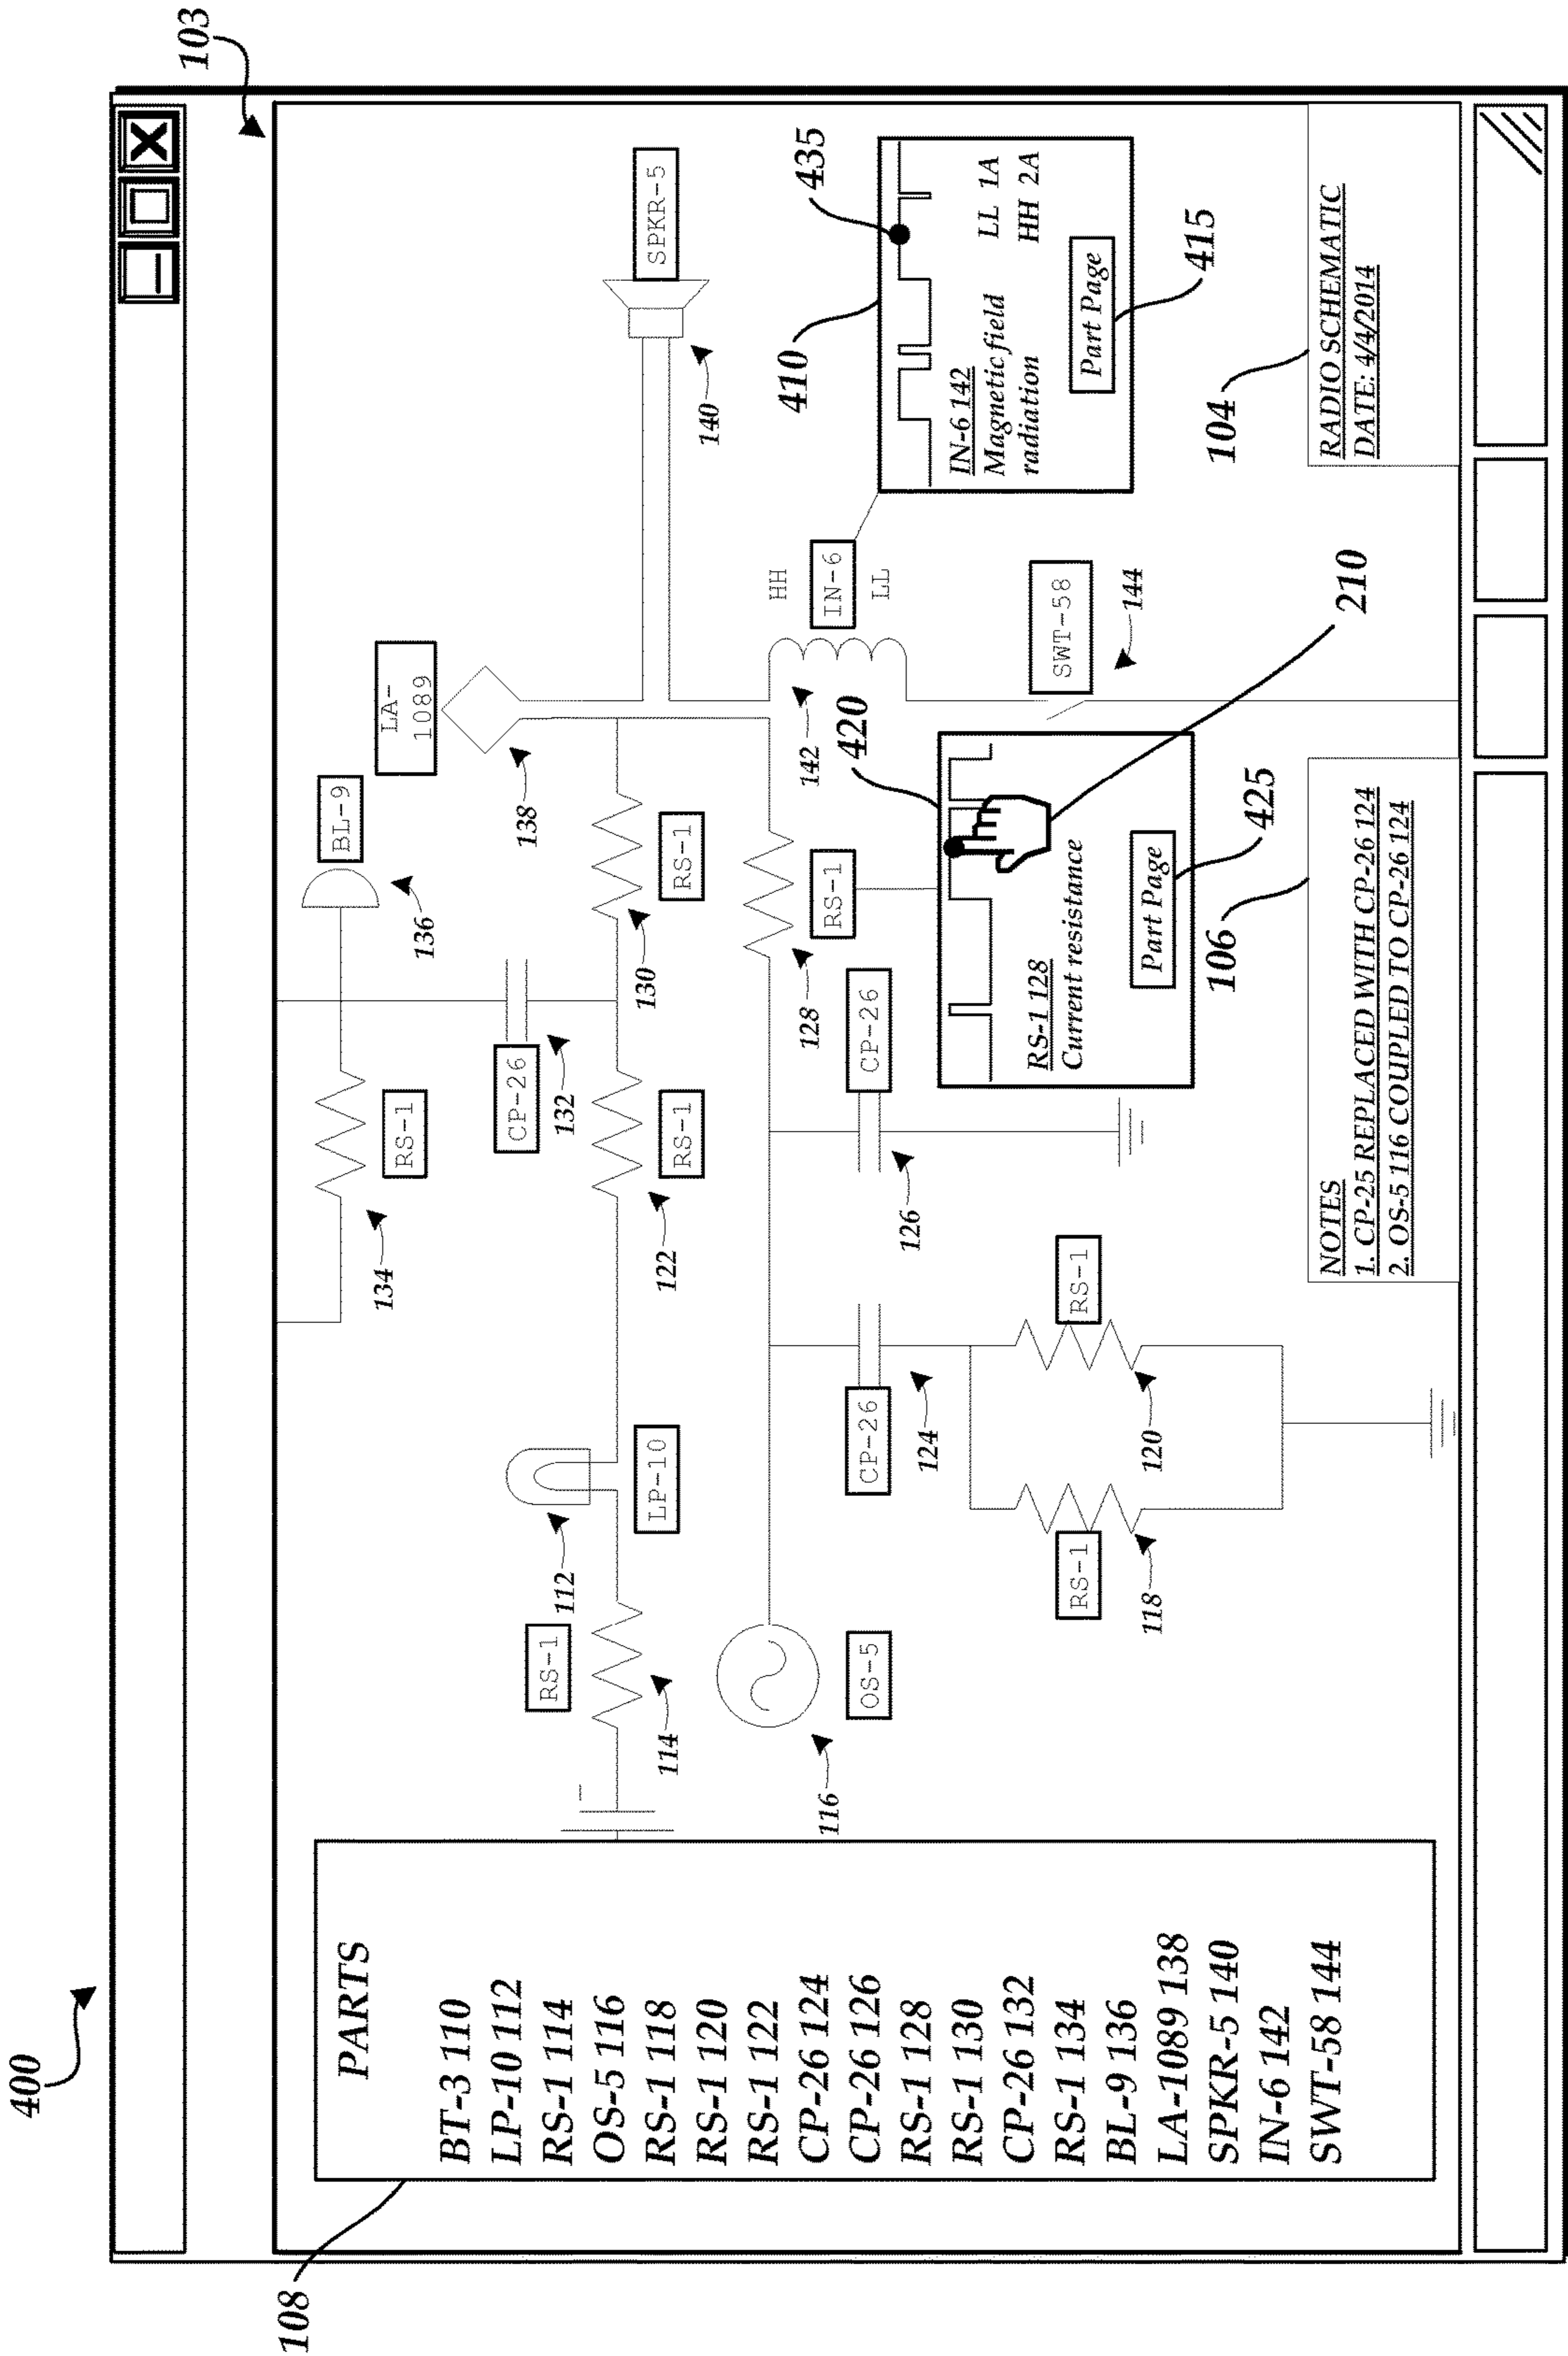 400
103
108
PARTS
BT-3 110
LP-10 112
RS-1 114
OS-5 116
RS-1 118
RS-1 120
RS-1 122
CP-26 124
CP-26 126
RS-1 128
RS-1 130
CP-26 132
RS-1 134
BL-9 136
LA-1089 138
SPKR-5 140
IN-6 142
SWT-58 144
134
RS-1
BL-9
136
LA-
1089
138
CP-26
132
RS-1
112
LP-10
114
RS-1
122
RS-1
130
SPKR-5
140
116
OS-5
128
RS-1
142
HH
IN-6
LL
CP-26
124
CP-26
126
RS-1
118
RS-1
120
420
RS-1 128
Current resistance
Part Page
425
210
SWT-58
144
410
435
IN-6 142
Magnetic field
radiation
LL 1A
HH 2A
Part Page
415
106
NOTES
1. CP-25 REPLACED WITH CP-26 124
2. OS-5 116 COUPLED TO CP-26 124
104
RADIO SCHEMATIC
DATE: 4/4/2014